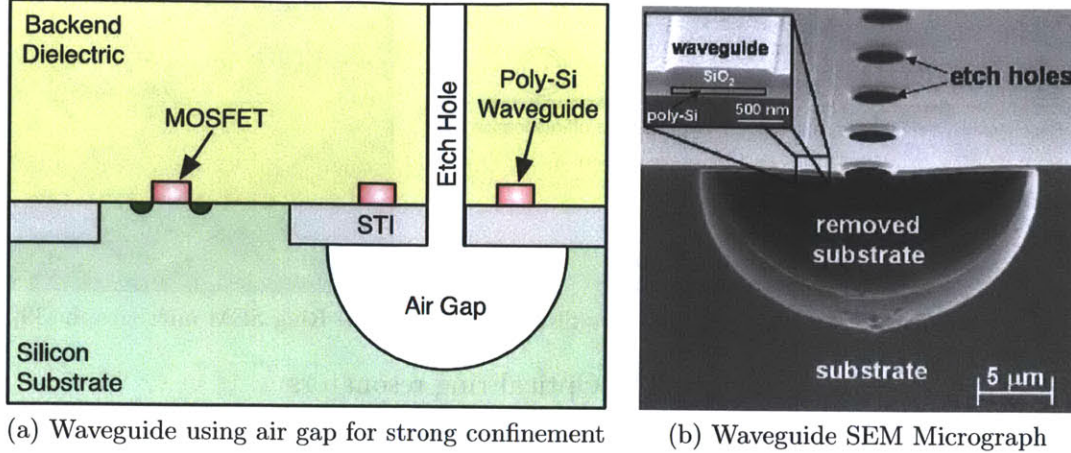 Backend
Dielectric
MOSFET
Etch Hole
Poly-Si
Waveguide
STI
Air Gap
Silicon
Substrate
(a) Waveguide using air gap for strong confinement
waveguide
SiO₂
poly-Si
500 nm
etch holes
removed
substrate
substrate
5 μm
(b) Waveguide SEM Micrograph